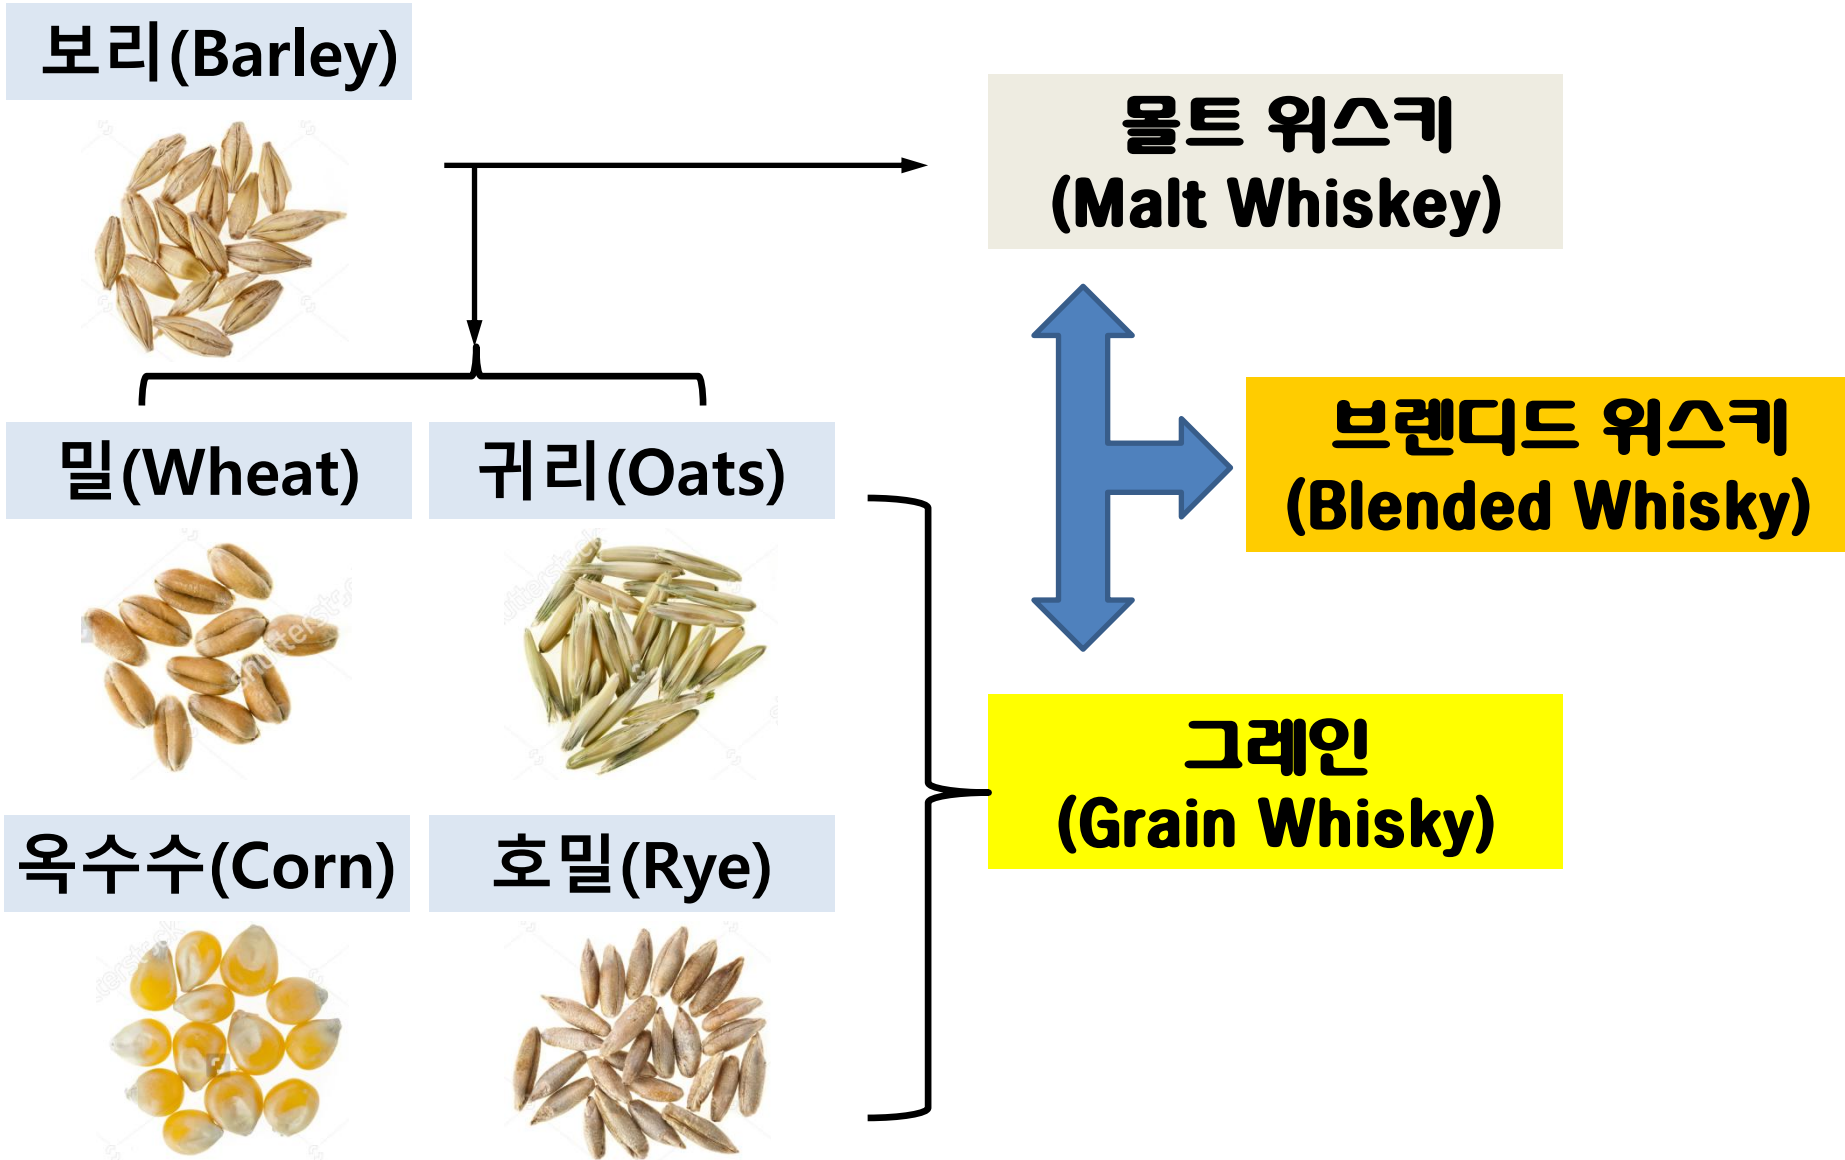 보리(Barley)
몰트 위스키
(Malt Whiskey)
브렌디드 위스키
(Blended Whisky)
밀(Wheat)
귀리(Oats)
그레인
(Grain Whisky)
옥수수(Corn)
호밀(Rye)